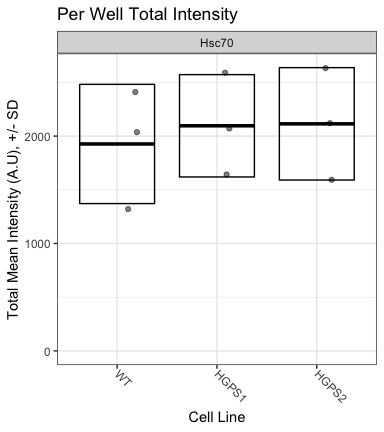 Per Well Total Intensity
Hsc70
Total Mean Intensity (A.U), +/- SD
2000
1000
0
WT
HGPS1
HGPS2
Cell Line